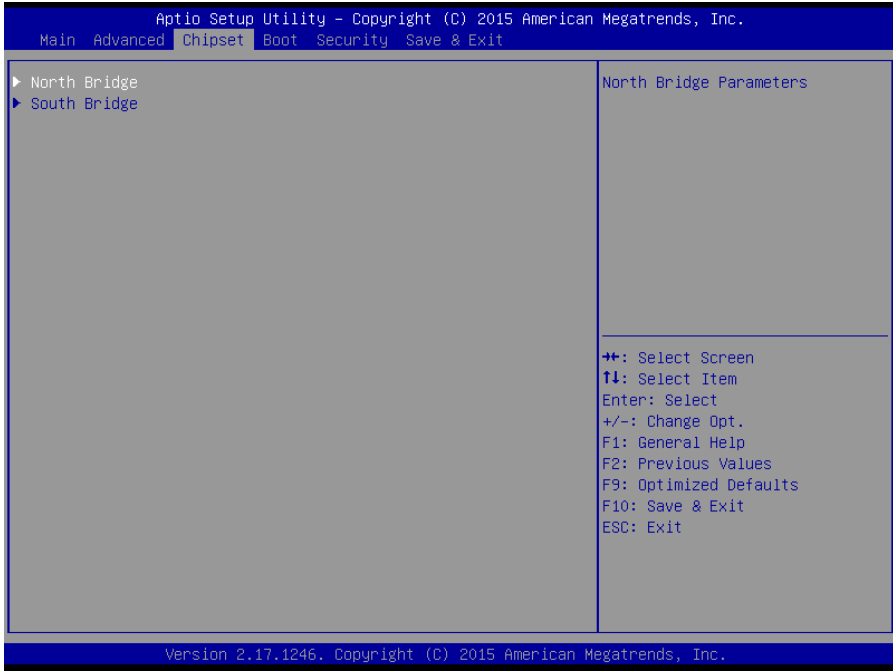 Aptio Setup Utility – Copyright (C) 2015 American Megatrends, Inc.
Main Advanced Chipset Boot Security Save & Exit
▶ North Bridge
▶ South Bridge
North Bridge Parameters
→←: Select Screen
↑↓: Select Item
Enter: Select
+/-: Change Opt.
F1: General Help
F2: Previous Values
F9: Optimized Defaults
F10: Save & Exit
ESC: Exit
Version 2.17.1246. Copyright (C) 2015 American Megatrends, Inc.